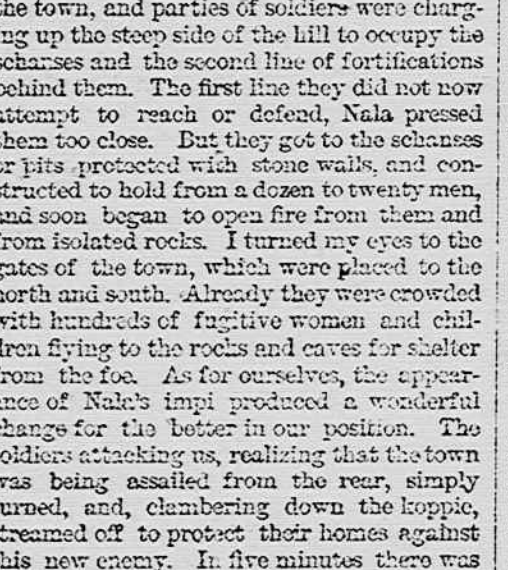 the town, and parties of soldiers were charg-
ng up the steep side of the hill to occupy the
schanses and the second line of fortifications
behind them. The first line they did not now
attempt to reach or defend, Nala pressed
them too close. But they got to the schanses
or pits protected with stone walls, and con-
structed to hold from a dozen to twenty men,
and soon began to open fire from them and
from isolated rocks. I turned my eyes to the
gates of the town, which were placed to the
north and south. Already they were crowded
with hundreds of fugitive women and chil-
dren flying to the rocks and caves for shelter
from the foe. As for ourselves, the appear-
ance of Nala's impi produced a wonderful
change for the better in our position. The
soldiers attacking us, realizing that the town
was being assailed from the rear, simply
turned, and, clambering down the koppie,
streamed off to protect their homes against
this new enemy. In five minutes there was